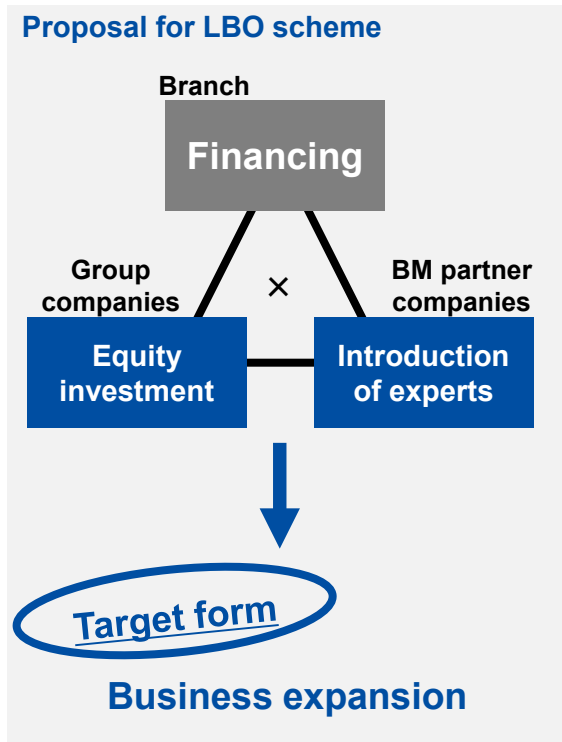 Proposal for LBO scheme
Branch
Financing
Group
companies
×
BM partner
companies
Equity
investment
Introduction
of experts
Target form
Business expansion